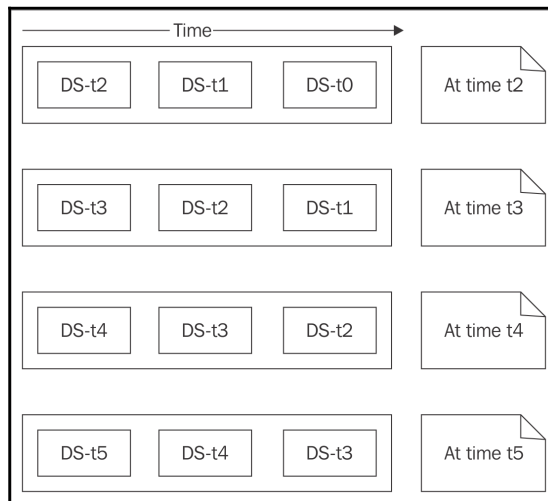 Time
DS-t2 DS-t1 DS-t0 At time t2
DS-t3 DS-t2 DS-t1 At time t3
DS-t4 DS-t3 DS-t2 At time t4
DS-t5 DS-t4 DS-t3 At time t5